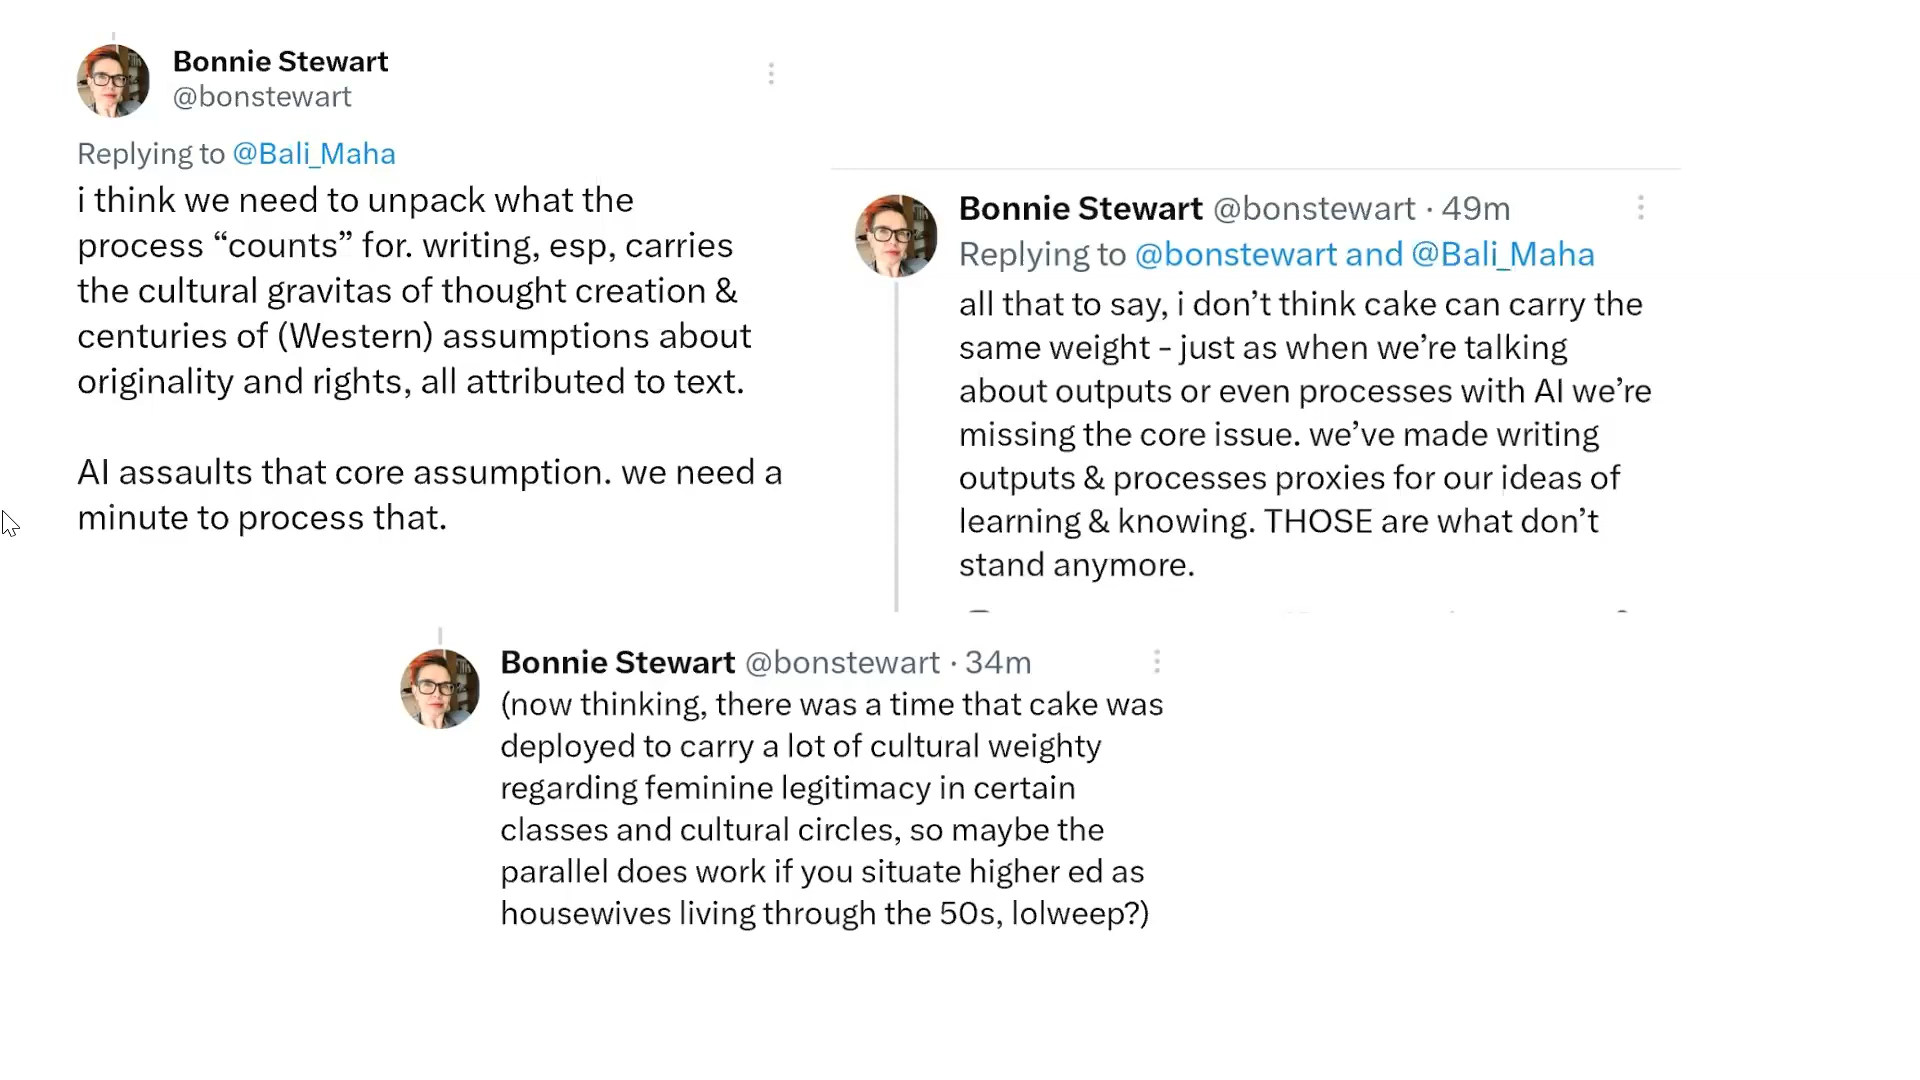 Bonnie Stewart
@bonstewart
Replying to @Bali_Maha
i think we need to unpack what the
process “counts” for. writing, esp, carries
the cultural gravitas of thought creation &
centuries of (Western) assumptions about
originality and rights, all attributed to text.
AI assaults that core assumption. we need a
minute to process that.
Bonnie Stewart @bonstewart · 49m
Replying to @bonstewart and @Bali_Maha
all that to say, i don’t think cake can carry the
same weight - just as when we’re talking
about outputs or even processes with AI we’re
missing the core issue. we’ve made writing
outputs & processes proxies for our ideas of
learning & knowing. THOSE are what don’t
stand anymore.
Bonnie Stewart @bonstewart · 34m
(now thinking, there was a time that cake was
deployed to carry a lot of cultural weighty
regarding feminine legitimacy in certain
classes and cultural circles, so maybe the
parallel does work if you situate higher ed as
housewives living through the 50s, lolweep?)